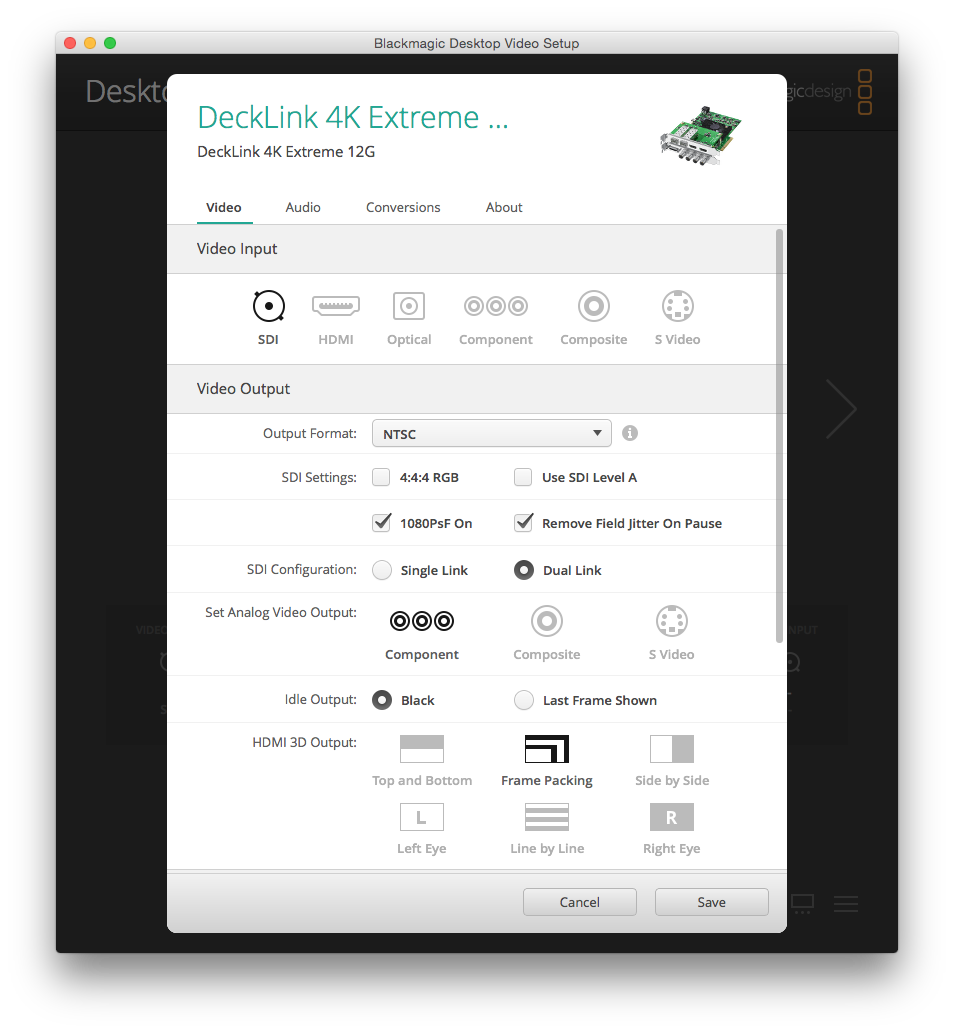 Blackmagic Desktop Video Setup
Deskto
gicdesign
DeckLink 4K Extreme ...
DeckLink 4K Extreme 12G
Video Audio Conversions About
Video Input
SDI HDMI Optical Component Composite S Video
Video Output
Output Format: NTSC
SDI Settings: 4:4:4 RGB Use SDI Level A
1080PsF On Remove Field Jitter On Pause
SDI Configuration: Single Link Dual Link
Set Analog Video Output:
VIDEO
NPUT
Component Composite S Video
Idle Output: Black Last Frame Shown
HDMI 3D Output:
Top and Bottom Frame Packing Side by Side
L R
Left Eye Line by Line Right Eye
Cancel Save